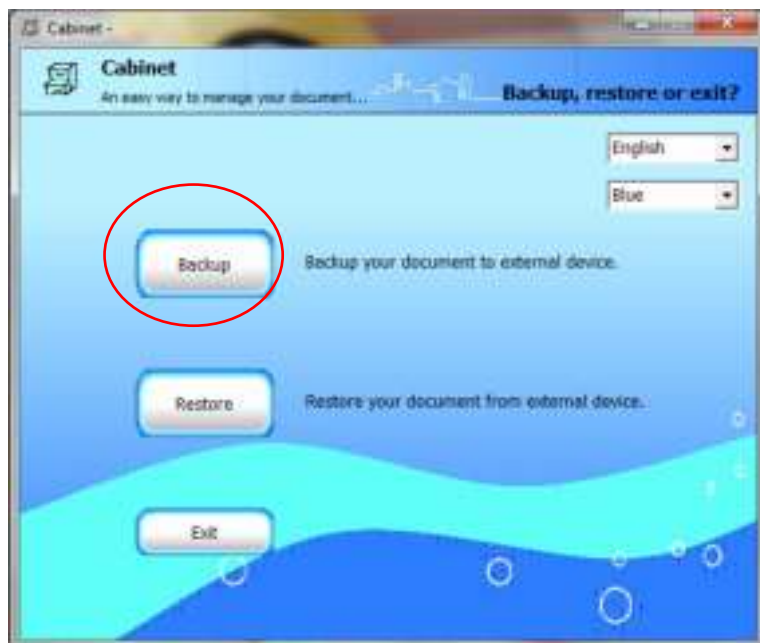 Cabinet -
Cabinet
An easy way to manage your document...
Backup, restore or exit?
English
Blue
Backup
Backup your document to external device.
Restore
Restore your document from external device.
Exit